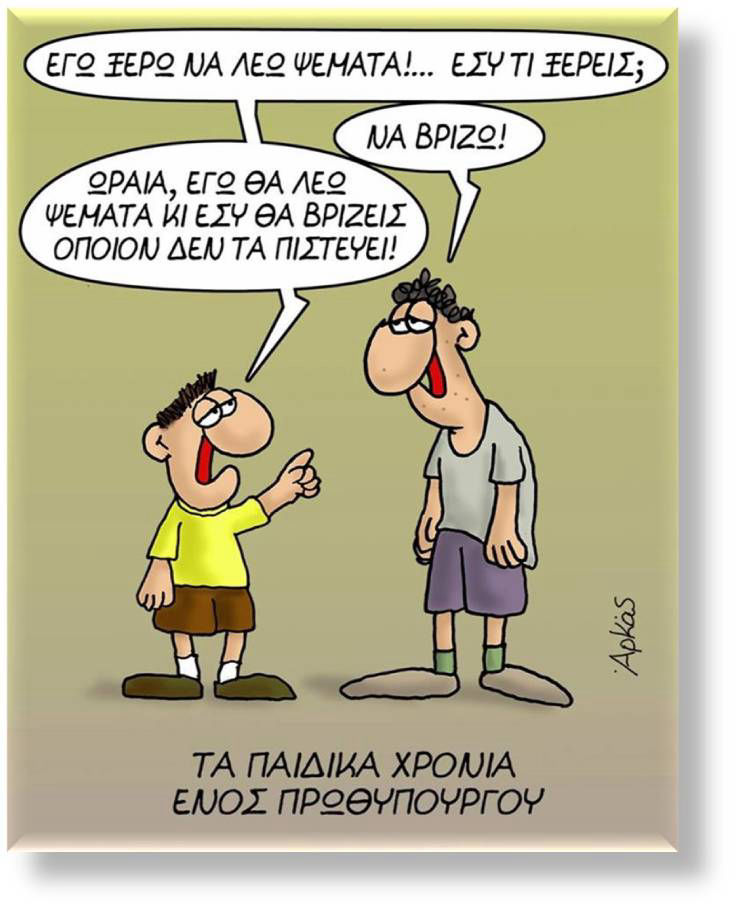 ΕΓΩ ΞΕΡΩ ΝΑ ΛΕΩ ΨΕΜΑΤΑ!... ΕΣΥ ΤΙ ΞΕΡΕΙΣ;
ΝΑ ΒΡΙΖΩ!
ΩΡΑΙΑ, ΕΓΩ ΘΑ ΛΕΩ
ΨΕΜΑΤΑ ΚΙ ΕΣΥ ΘΑ ΒΡΙΖΕΙΣ
ΟΠΟΙΟΝ ΔΕΝ ΤΑ ΠΙΣΤΕΥΕΙ!
Αρκάς
ΤΑ ΠΑΙΔΙΚΑ ΧΡΟΝΙΑ
ΕΝΟΣ ΠΡΩΘΥΠΟΥΡΓΟΥ